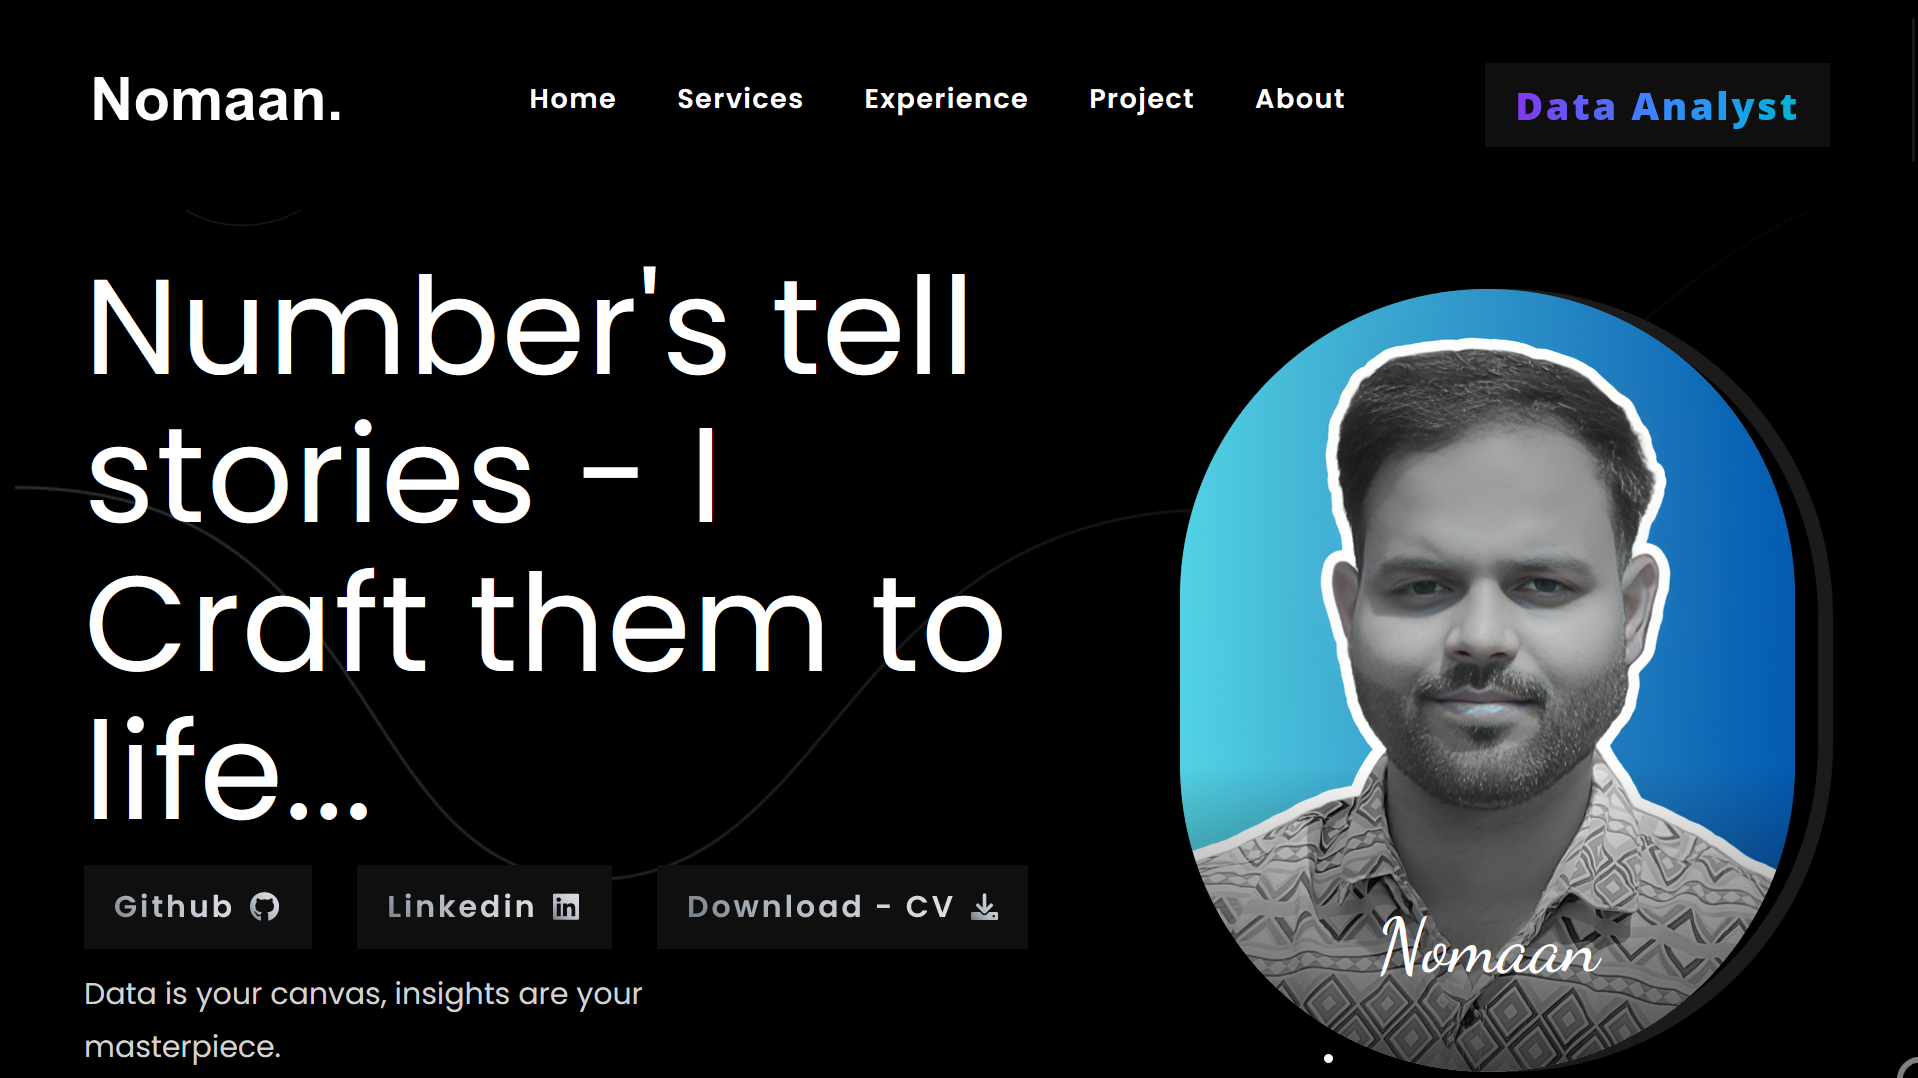 Nomaan.
Home
Services
Experience
Project
About
Data Analyst
Number's tell
stories - I
Craft them to
life...
Github
Linkedin
Download - CV
Data is your canvas, insights are your
masterpiece.
Nomaan